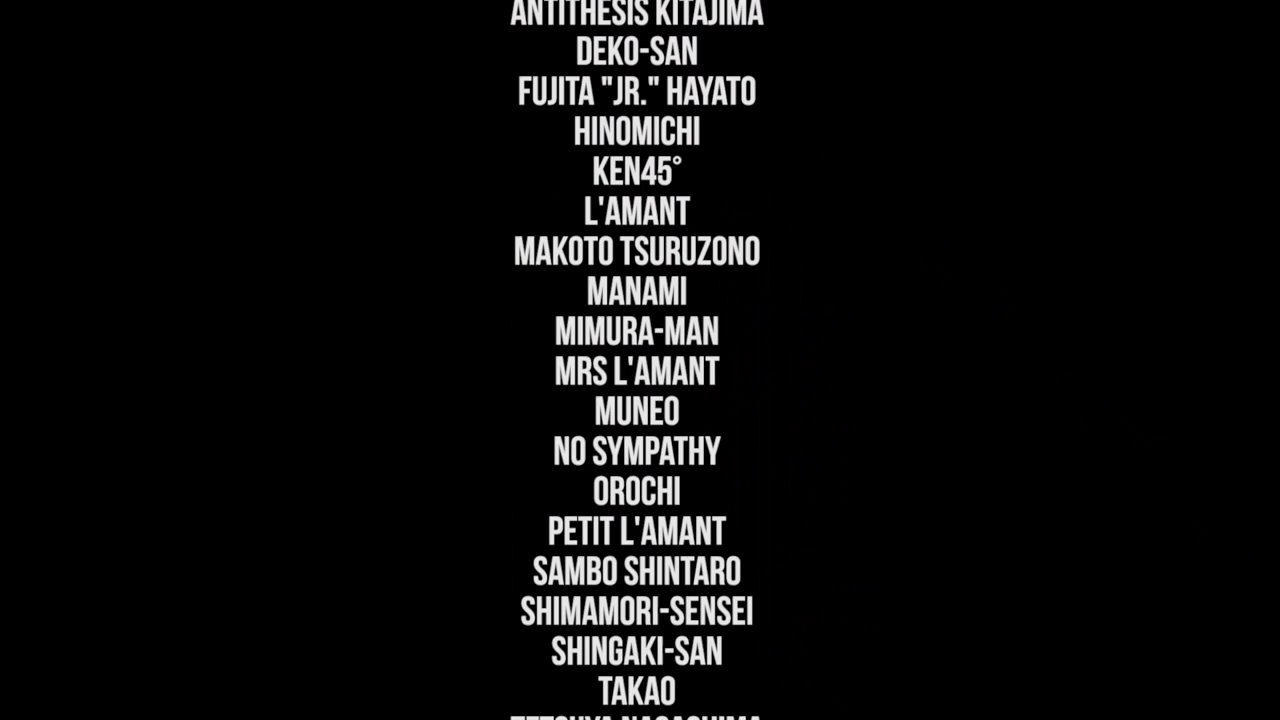 ANTITHESIS KITAJIMA
DEKO-SAN
FUJITA "JR." HAYATO
HINOMICHI
KEN45°
L'AMANT
MAKOTO TSURUZONO
MANAMI
MIMURA-MAN
MRS L'AMANT
MUNEO
NO SYMPATHY
OROCHI
PETIT L'AMANT
SAMBO SHINTARO
SHIMAMORI-SENSEI
SHINGAKI-SAN
TAKAO